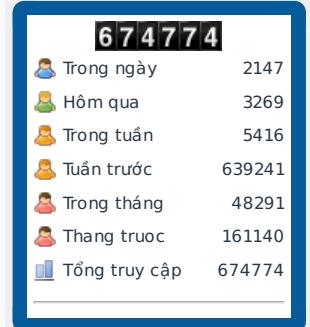 674774
Trong ngày 2147
Hôm qua 3269
Trong tuần 5416
Tuần trước 639241
Trong tháng 48291
Thang truoc 161140
Tổng truy cập 674774